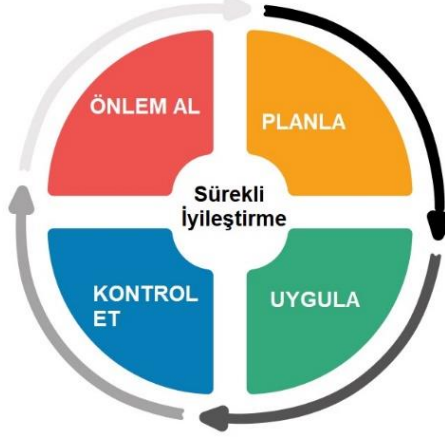 ÖNLEM AL
PLANLA
Sürekli
İyileştirme
KONTROL
ET
UYGULA